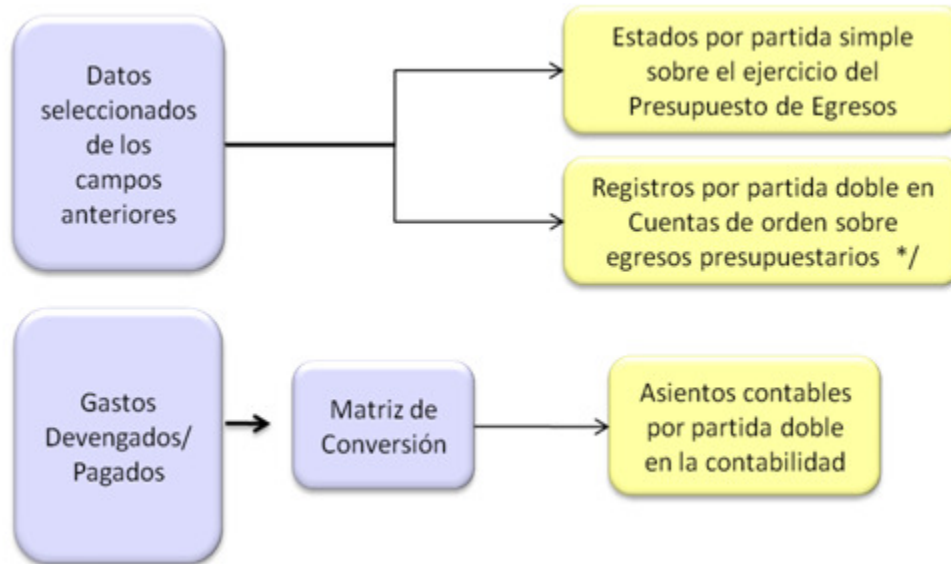 Datos
seleccionados
de los
campos
anteriores
Estados por partida simple
sobre el ejercicio del
Presupuesto de Egresos
Registros por partida doble en
Cuentas de orden sobre
egresos presupuestarios */
Gastos
Devengados/
Pagados
Matriz de
Conversión
Asientos contables
por partida doble
en la contabilidad